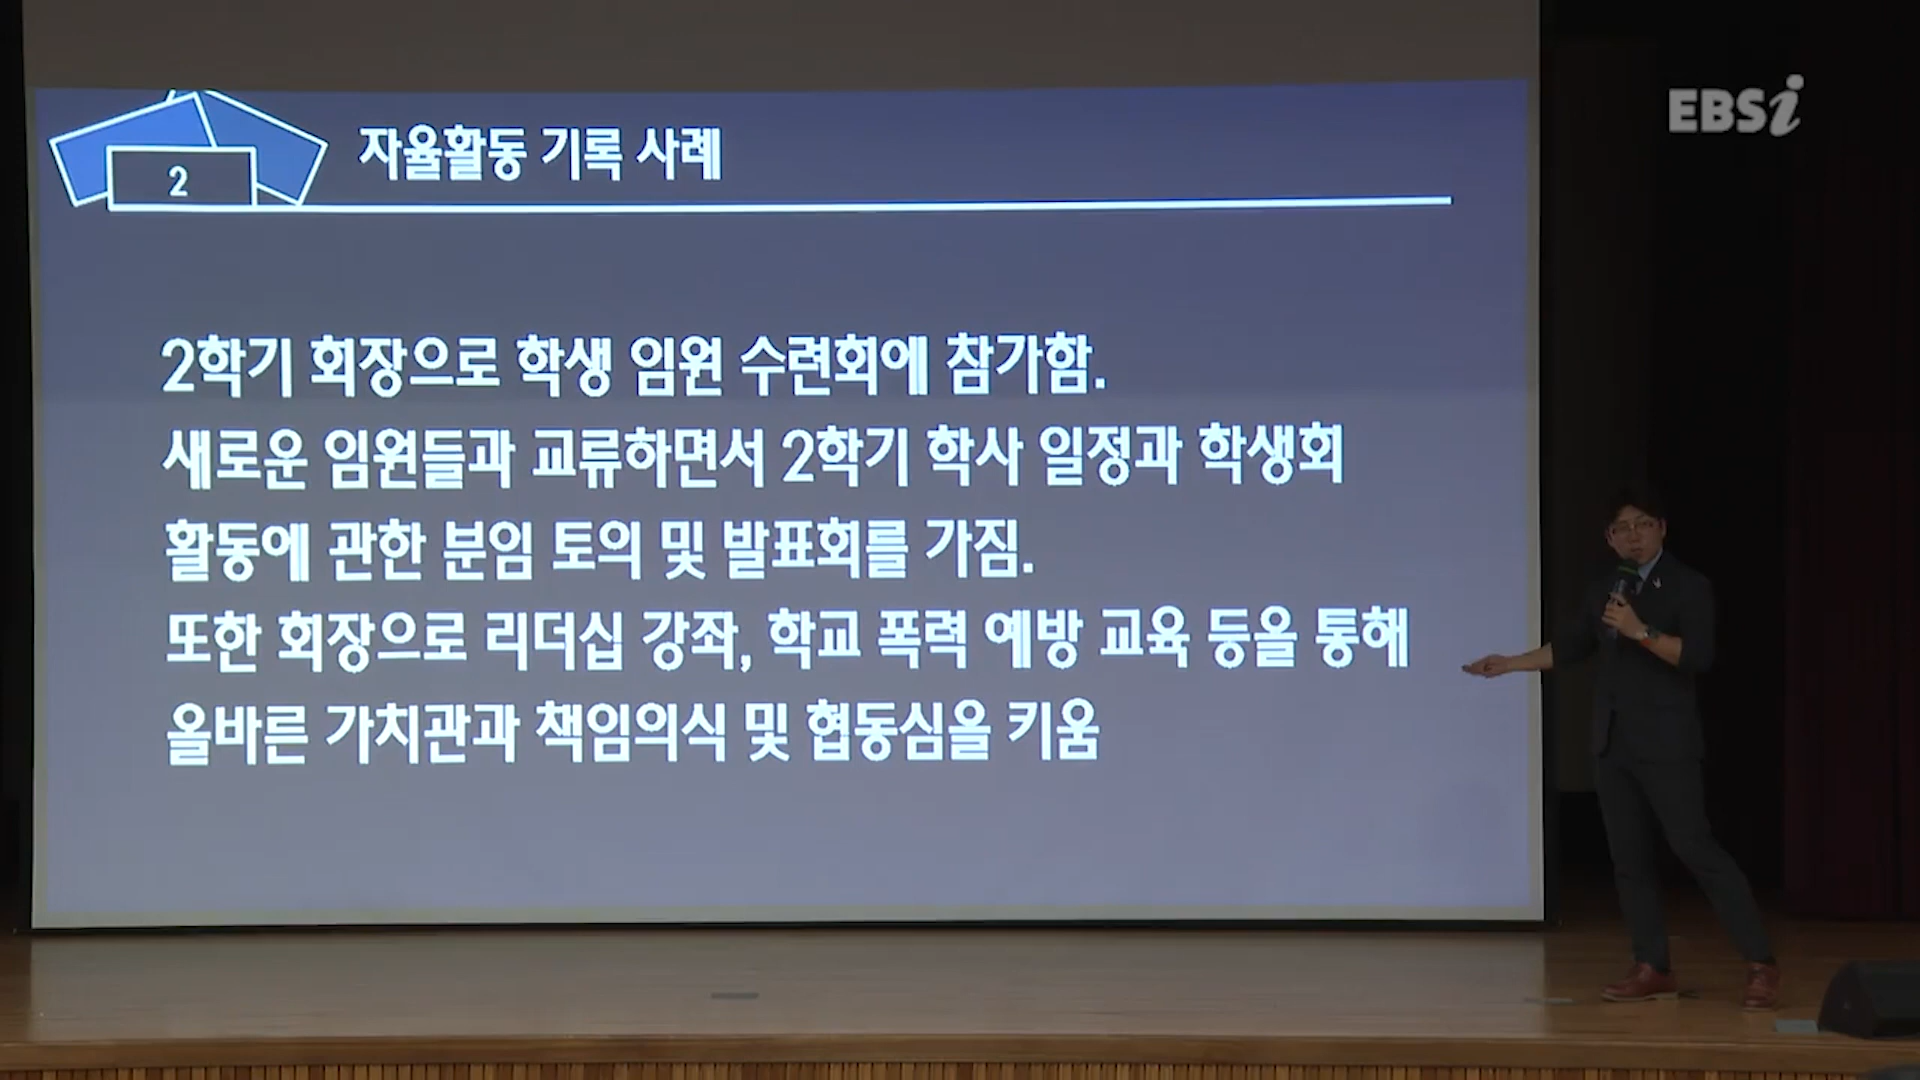 EBSi
2
자율활동 기록 사례
2학기 회장으로 학생 임원 수련회에 참가함.
새로운 임원들과 교류하면서 2학기 학사 일정과 학생회
활동에 관한 분임 토의 및 발표회를 가짐.
또한 회장으로 리더십 강좌, 학교 폭력 예방 교육 등을 통해
올바른 가치관과 책임의식 및 협동심을 키움